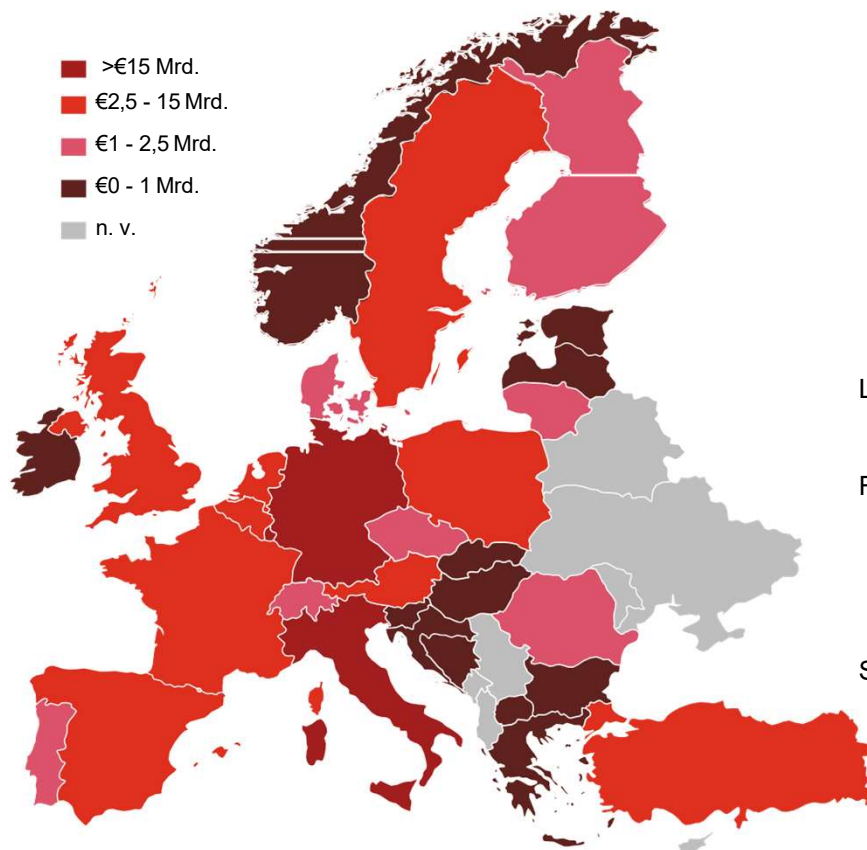 >€15 Mrd.
€2,5 - 15 Mrd.
€1 - 2,5 Mrd.
€0 - 1 Mrd.
n. v.
L
F
S